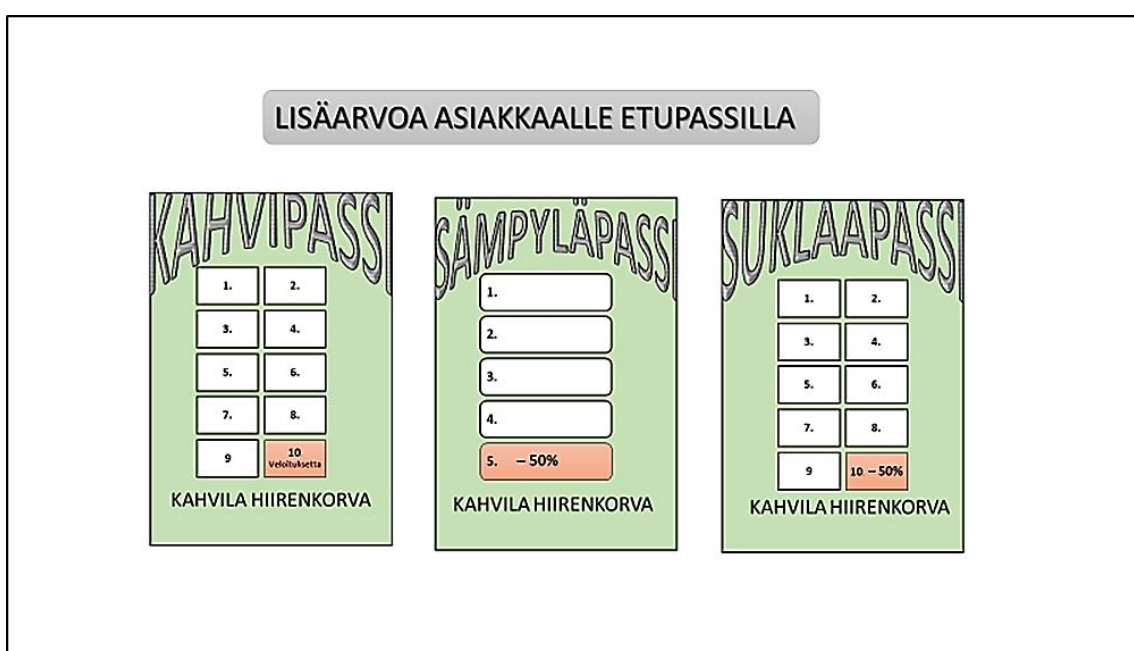 LISÄARVOA ASIAKKAALLE ETUPASSILLA
KAHVIPASSI
1. 2.
3. 4.
5. 6.
7. 8.
9 10
Veloituksetta
KAHVILA HIIRENKORVA
SÄMPYLÄPASSI
1.
2.
3.
4.
5. – 50%
KAHVILA HIIRENKORVA
SUKLAAPASSI
1. 2.
3. 4.
5. 6.
7. 8.
9 10. – 50%
KAHVILA HIIRENKORVA